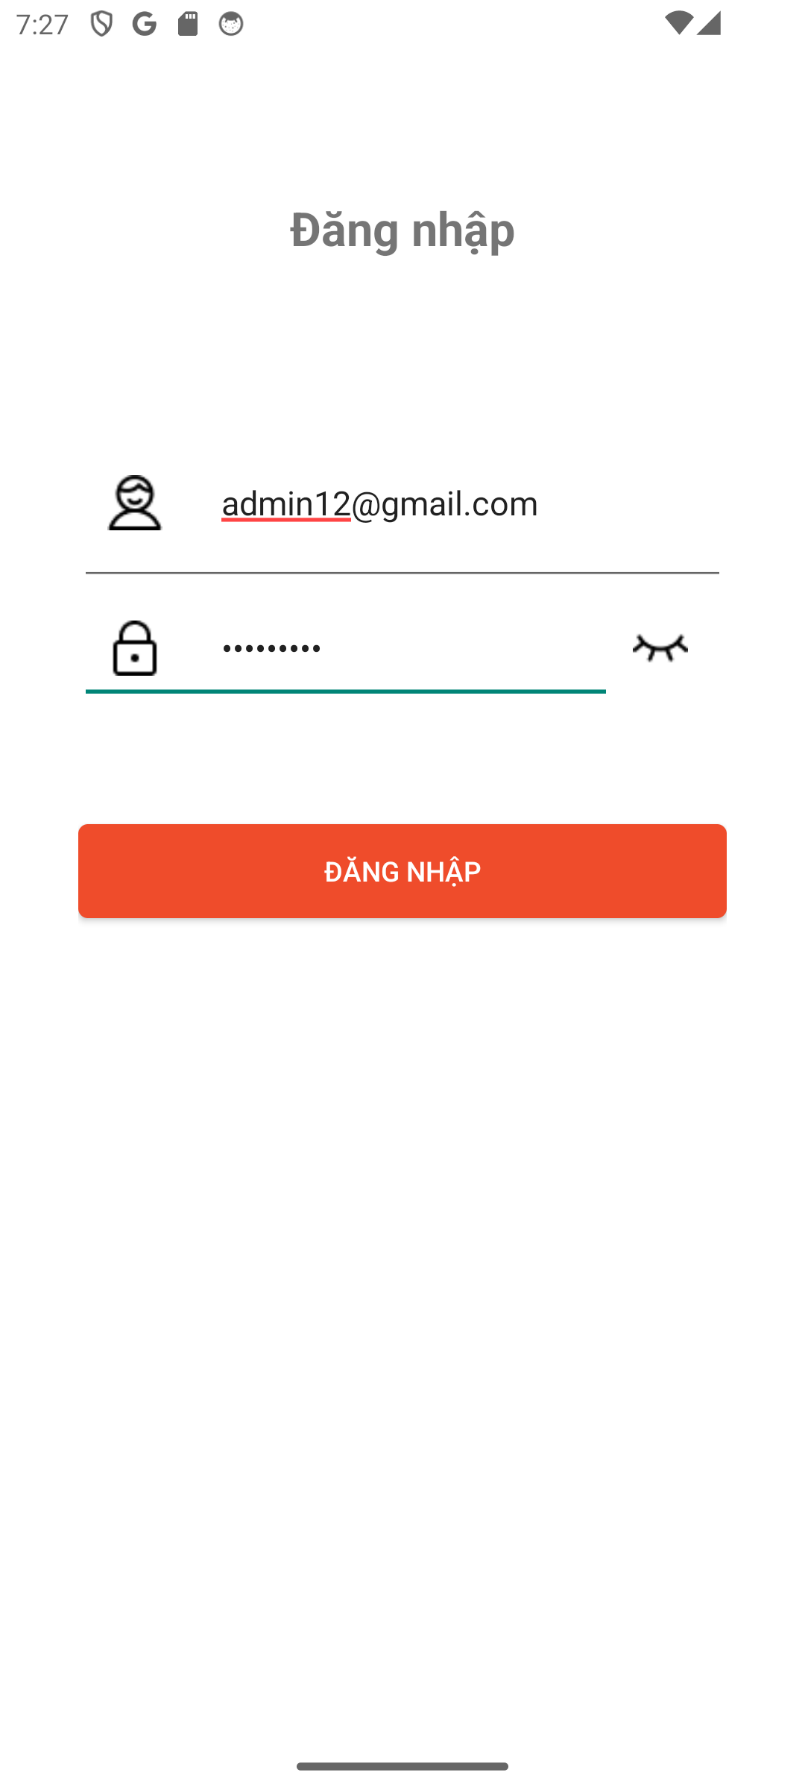 7:27
Đăng nhập
admin12@gmail.com
•••••••••
ĐĂNG NHẬP